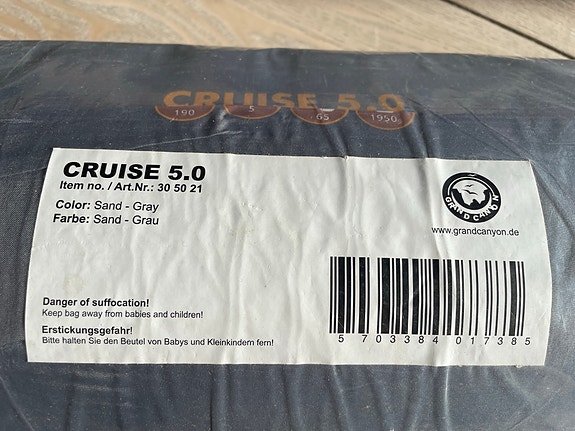 CRUISE 5.0
190 5 65 1950g
CRUISE 5.0
Item no. / Art.Nr.: 30 50 21
Color: Sand - Gray
Farbe: Sand - Grau
GRAND CANYON
www.grandcanyon.de
Danger of suffocation!
Keep bag away from babies and children!
Erstickungsgefahr!
Bitte halten Sie den Beutel von Babys und Kleinkindern fern!
5 703384 017385